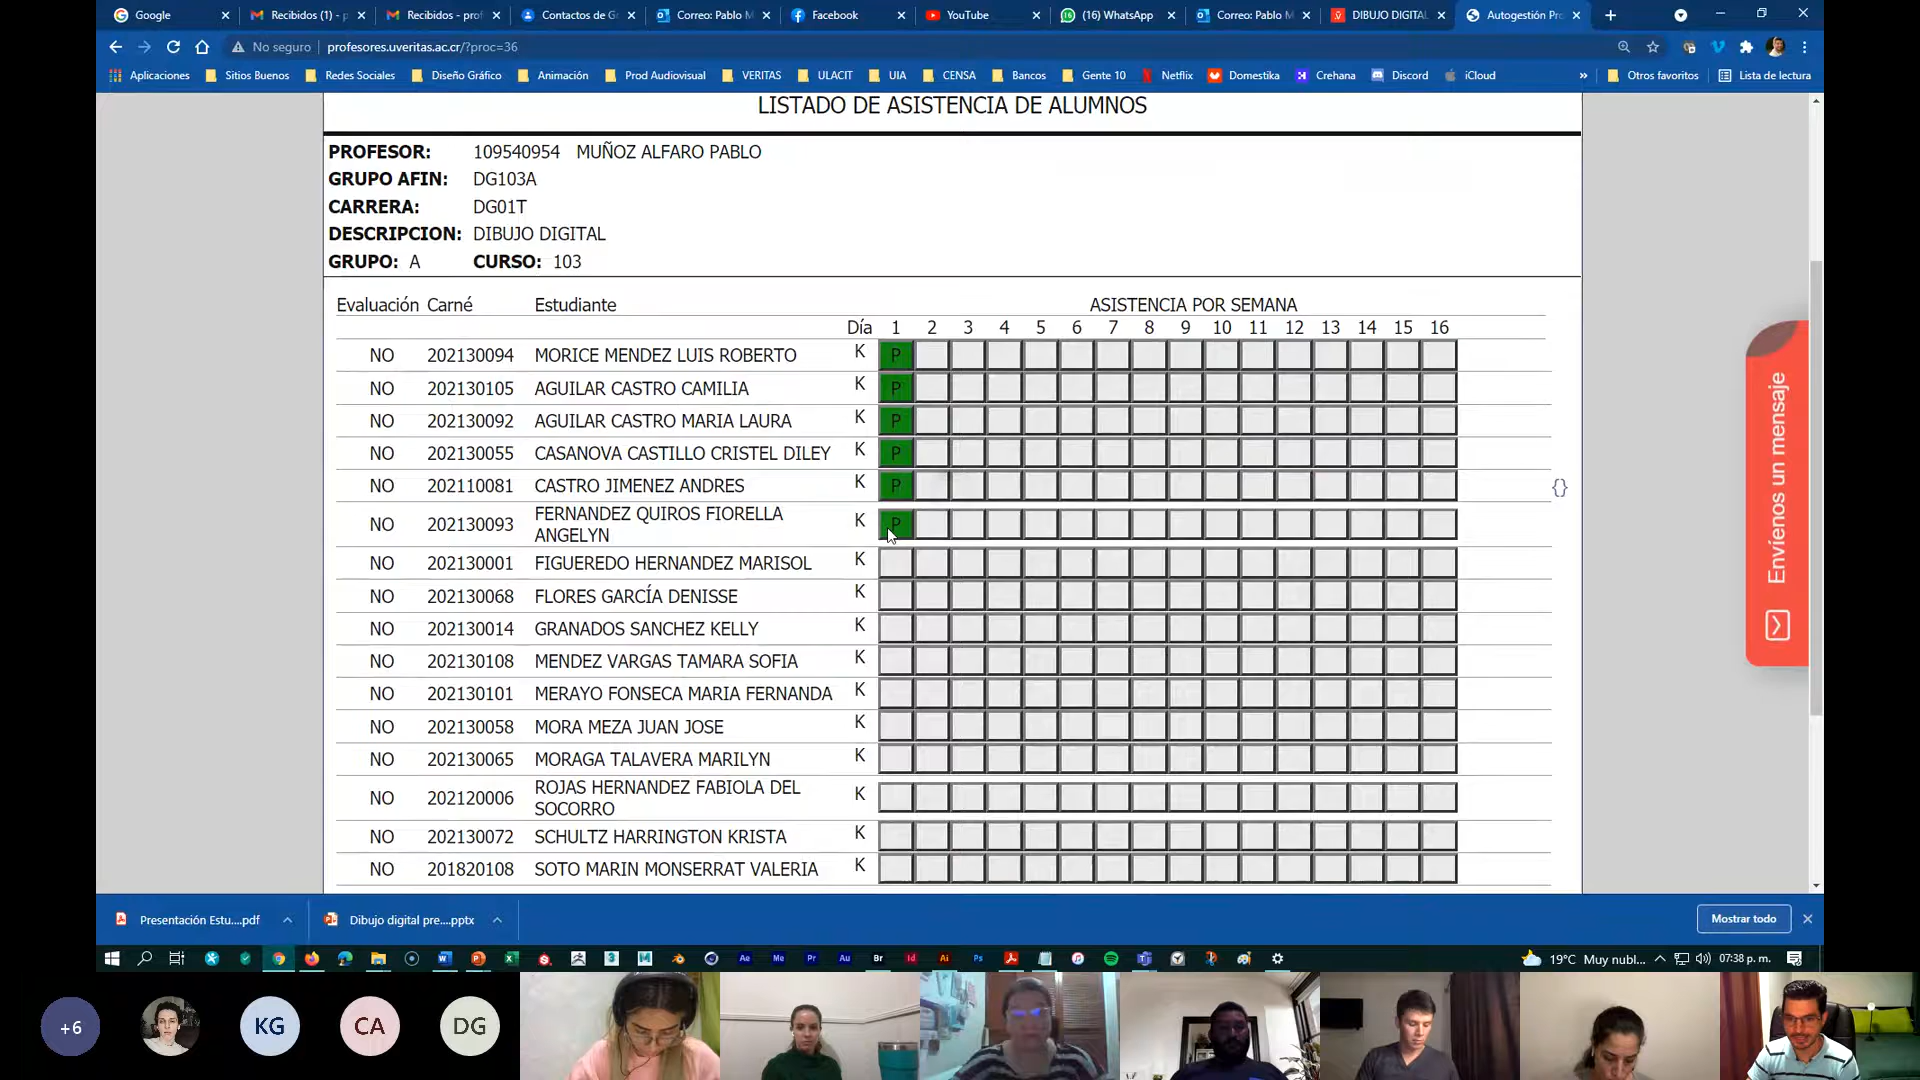 Google
Recibidos (1) - p
Recibidos - prof
Contactos de G
Correo: Pablo M
Facebook
YouTube
(16) WhatsApp
Correo: Pablo M
DIBUJO DIGITAL
Autogestión Pro
No seguro
profesores.uveritas.ac.cr/?proc=36
Aplicaciones
Sitios Buenos
Redes Sociales
Diseño Gráfico
Animación
Prod Audiovisual
VERITAS
ULACIT
UIA
CENSA
Bancos
Gente 10
Netflix
Domestika
Crehana
Discord
iCloud
»
Otros favoritos
Lista de lectura
LISTADO DE ASISTENCIA DE ALUMNOS
PROFESOR: 109540954 MUÑOZ ALFARO PABLO
GRUPO AFIN: DG103A
CARRERA: DG01T
DESCRIPCION: DIBUJO DIGITAL
GRUPO: A CURSO: 103
Evaluación Carné Estudiante ASISTENCIA POR SEMANA
Día 1 2 3 4 5 6 7 8 9 10 11 12 13 14 15 16
NO 202130094 MORICE MENDEZ LUIS ROBERTO K P
NO 202130105 AGUILAR CASTRO CAMILIA K P
NO 202130092 AGUILAR CASTRO MARIA LAURA K P
NO 202130055 CASANOVA CASTILLO CRISTEL DILEY K P
NO 202110081 CASTRO JIMENEZ ANDRES K P
{}
NO 202130093 FERNANDEZ QUIROS FIORELLA K P
ANGELYN
NO 202130001 FIGUEREDO HERNANDEZ MARISOL K
NO 202130068 FLORES GARCÍA DENISSE K
NO 202130014 GRANADOS SANCHEZ KELLY K
NO 202130108 MENDEZ VARGAS TAMARA SOFIA K
NO 202130101 MERAYO FONSECA MARIA FERNANDA K
NO 202130058 MORA MEZA JUAN JOSE K
NO 202130065 MORAGA TALAVERA MARILYN K
NO 202120006 ROJAS HERNANDEZ FABIOLA DEL K
SOCORRO
NO 202130072 SCHULTZ HARRINGTON KRISTA K
NO 201820108 SOTO MARIN MONSERRAT VALERIA K
Envíenos un mensaje
Presentación Estu....pdf
Dibujo digital pre....pptx
Mostrar todo
Ae Me Pr Au Br Id Ai Ps
19°C Muy nubl...
07:38 p. m.
+6
KG
CA
DG